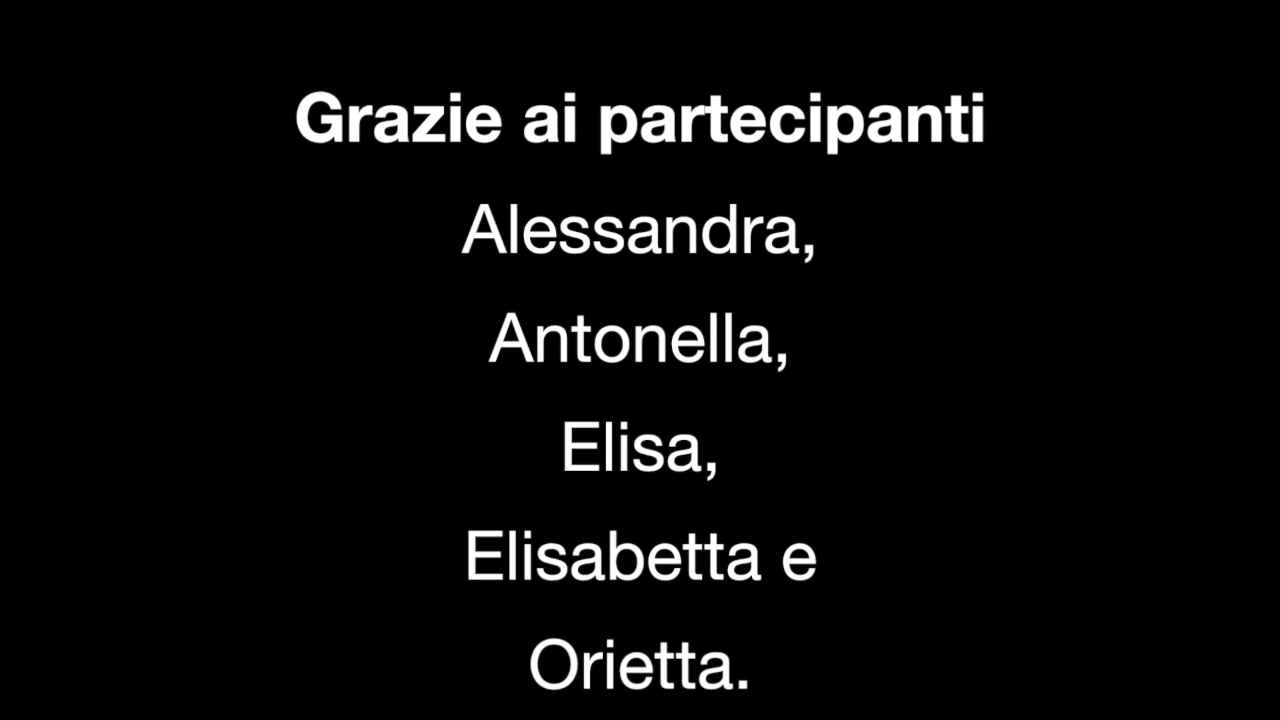 Grazie ai partecipanti
Alessandra,
Antonella,
Elisa,
Elisabetta e
Orietta.